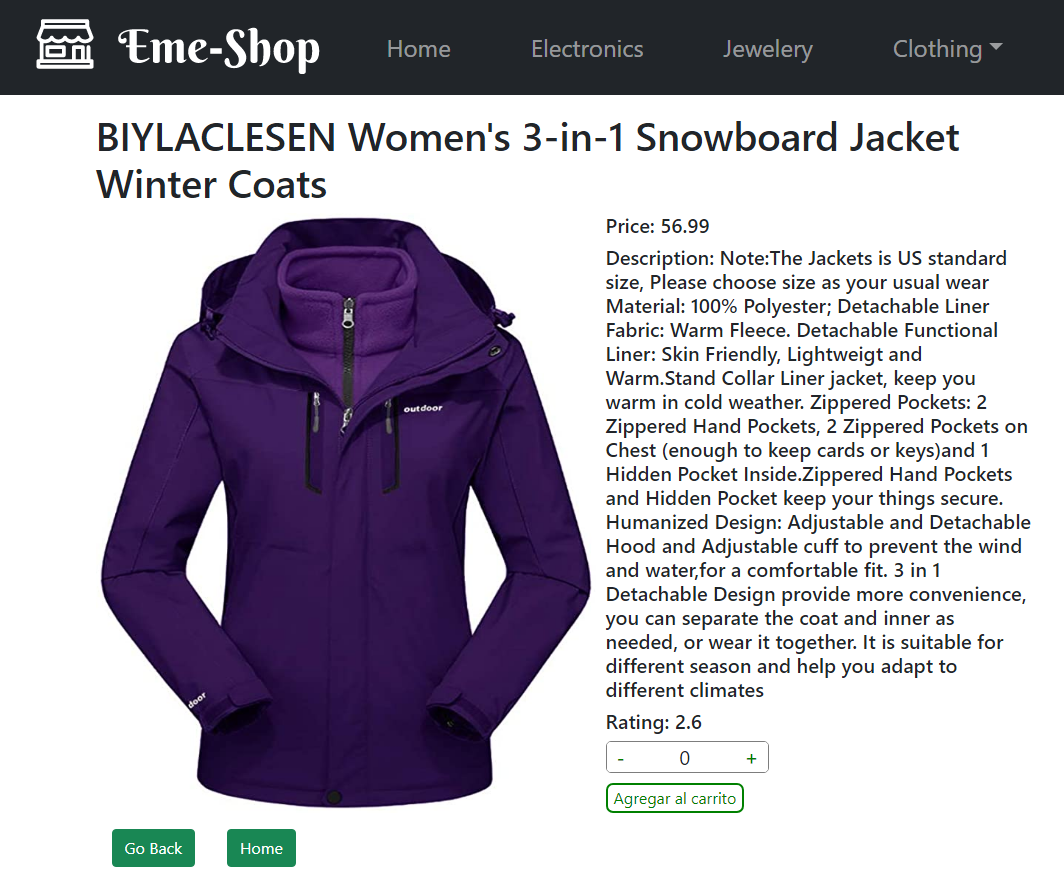 Eme-Shop Home Electronics Jewelery Clothing
BIYLACLESEN Women's 3-in-1 Snowboard Jacket
Winter Coats
Price: 56.99
Description: Note:The Jackets is US standard
size, Please choose size as your usual wear
Material: 100% Polyester; Detachable Liner
Fabric: Warm Fleece. Detachable Functional
Liner: Skin Friendly, Lightweigt and
Warm.Stand Collar Liner jacket, keep you
warm in cold weather. Zippered Pockets: 2
Zippered Hand Pockets, 2 Zippered Pockets on
Chest (enough to keep cards or keys)and 1
Hidden Pocket Inside.Zippered Hand Pockets
and Hidden Pocket keep your things secure.
Humanized Design: Adjustable and Detachable
Hood and Adjustable cuff to prevent the wind
and water,for a comfortable fit. 3 in 1
Detachable Design provide more convenience,
you can separate the coat and inner as
needed, or wear it together. It is suitable for
different season and help you adapt to
different climates
Rating: 2.6
- 0 +
Agregar al carrito
outdoor
door
Go Back Home